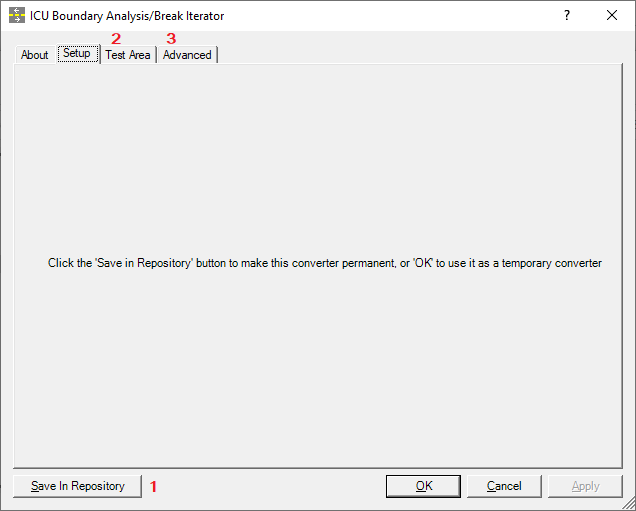 ICU Boundary Analysis/Break Iterator
2 3
About Setup Test Area Advanced
Click the 'Save in Repository' button to make this converter permanent, or 'OK' to use it as a temporary converter
Save In Repository 1 OK Cancel Apply